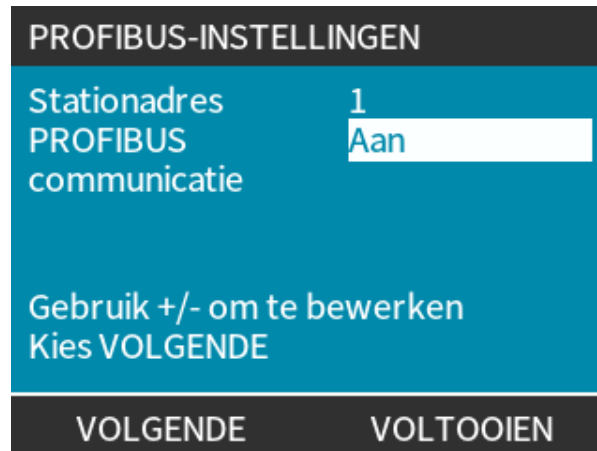 PROFIBUS-INSTELLINGEN
Stationadres 1
PROFIBUS Aan
communicatie
Gebruik +/- om te bewerken
Kies VOLGENDE
VOLGENDE VOLTOOIEN